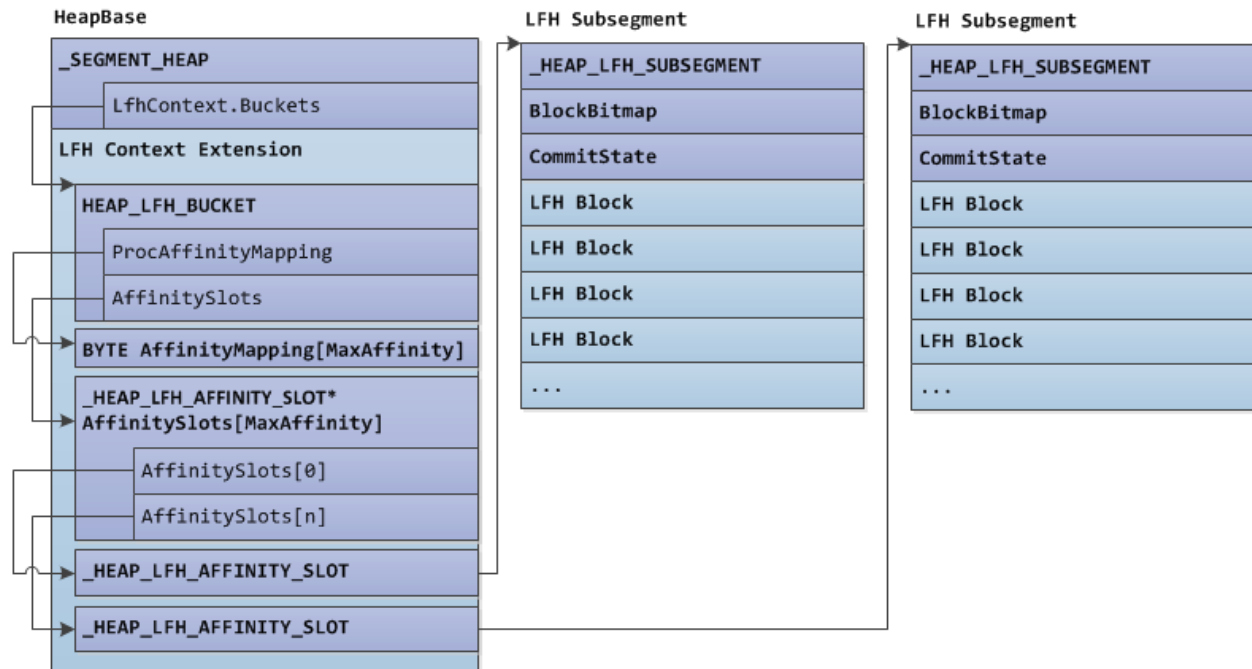 HeapBase
_SEGMENT_HEAP
LfhContext.Buckets
LFH Context Extension
HEAP_LFH_BUCKET
ProcAffinityMapping
AffinitySlots
BYTE AffinityMapping[MaxAffinity]
_HEAP_LFH_AFFINITY_SLOT*
AffinitySlots[MaxAffinity]
AffinitySlots[0]
AffinitySlots[n]
_HEAP_LFH_AFFINITY_SLOT
_HEAP_LFH_AFFINITY_SLOT
LFH Subsegment
_HEAP_LFH_SUBSEGMENT
BlockBitmap
CommitState
LFH Block
LFH Block
LFH Block
LFH Block
...
LFH Subsegment
_HEAP_LFH_SUBSEGMENT
BlockBitmap
CommitState
LFH Block
LFH Block
LFH Block
LFH Block
...